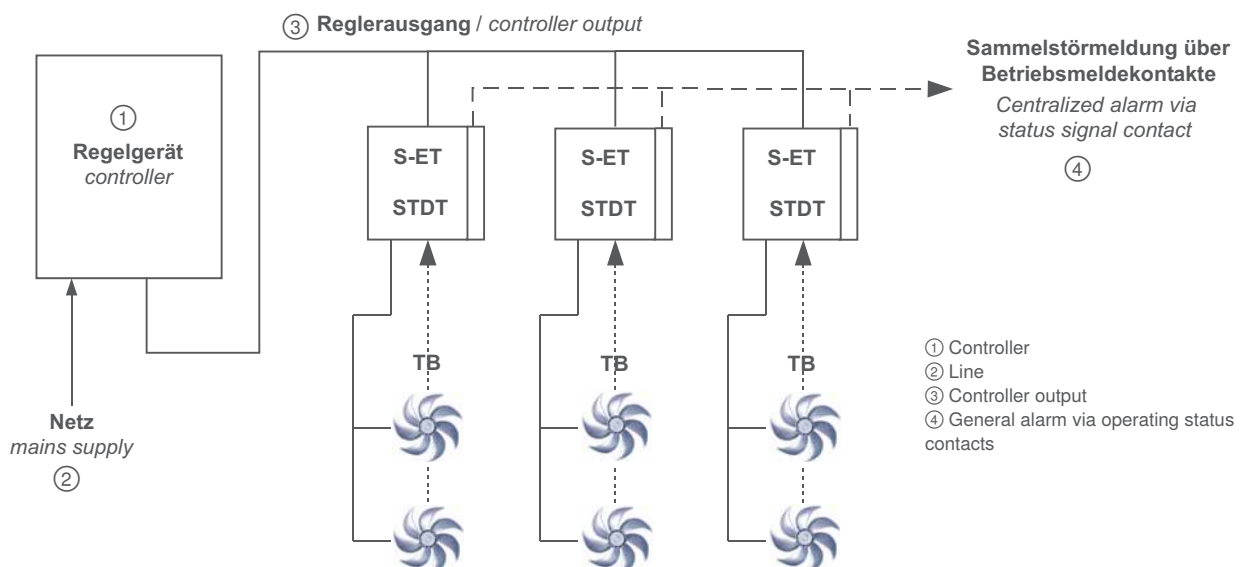 ③ Reglerausgang / controller output
Sammelstörmeldung über
Betriebsmeldekontakte
Centralized alarm via
status signal contact
④
①
Regelgerät
controller
S-ET
STDT
S-ET
STDT
S-ET
STDT
TB
TB
TB
Netz
mains supply
②
① Controller
② Line
③ Controller output
④ General alarm via operating status
contacts